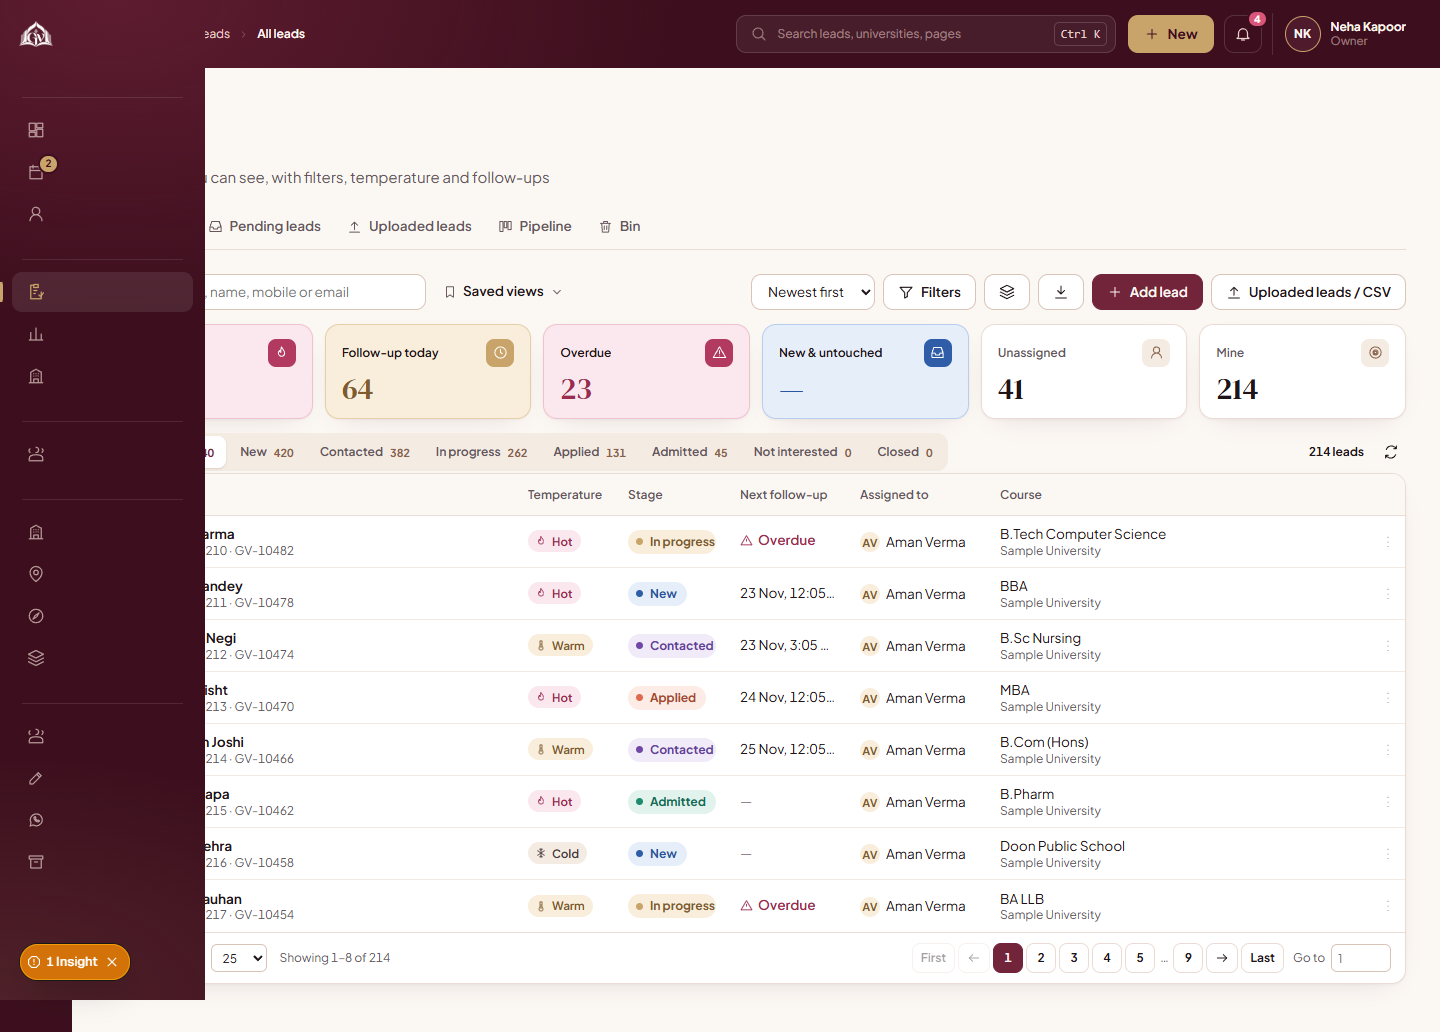 GV
eads › All leads
Search leads, universities, pages Ctrl K
New
4
NK Neha Kapoor
Owner
2
can see, with filters, temperature and follow-ups
Pending leads Uploaded leads Pipeline Bin
, name, mobile or email
Saved views
Newest first Filters Add lead Uploaded leads / CSV
Follow-up today
64
Overdue
23
New & untouched
—
Unassigned
41
Mine
214
40 New 420 Contacted 382 In progress 262 Applied 131 Admitted 45 Not interested 0 Closed 0
214 leads
Temperature Stage Next follow-up Assigned to Course
arma Hot In progress Overdue AV Aman Verma B.Tech Computer Science
210 · GV-10482 Sample University
andey Hot New 23 Nov, 12:05... AV Aman Verma BBA
211 · GV-10478 Sample University
Negi Warm Contacted 23 Nov, 3:05 ... AV Aman Verma B.Sc Nursing
212 · GV-10474 Sample University
isht Hot Applied 24 Nov, 12:05... AV Aman Verma MBA
213 · GV-10470 Sample University
n Joshi Warm Contacted 25 Nov, 12:05... AV Aman Verma B.Com (Hons)
214 · GV-10466 Sample University
apa Hot Admitted — AV Aman Verma B.Pharm
215 · GV-10462 Sample University
ehra Cold New — AV Aman Verma Doon Public School
216 · GV-10458 Sample University
auhan Warm In progress Overdue AV Aman Verma BA LLB
217 · GV-10454 Sample University
1 Insight
25 Showing 1–8 of 214
First 1 2 3 4 5 ... 9 Last Go to 1